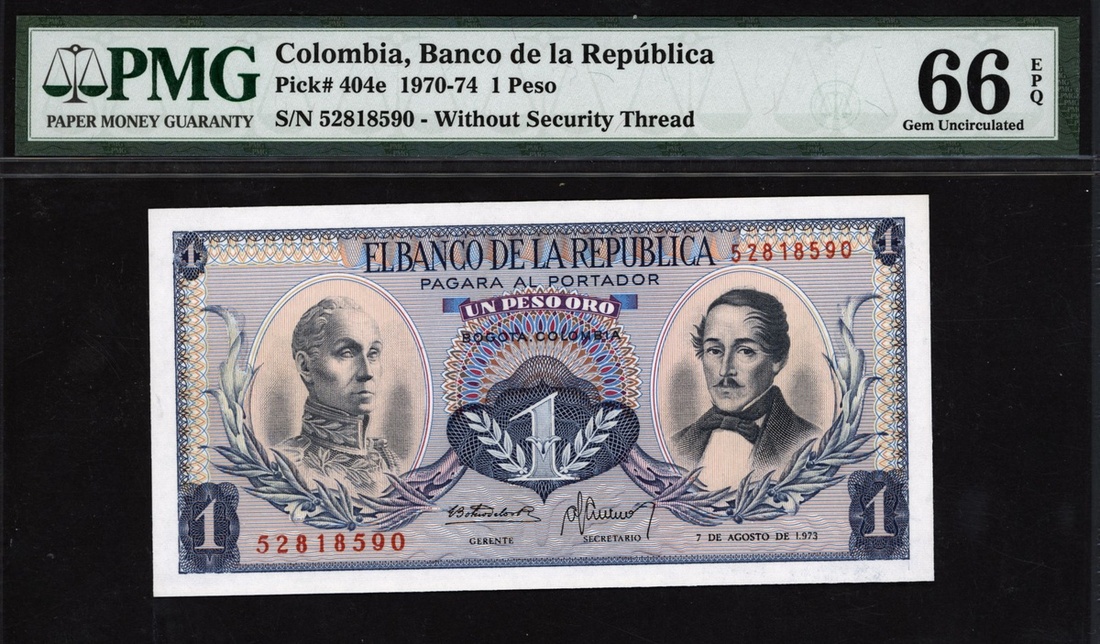 PMG
PAPER MONEY GUARANTY
Colombia, Banco de la República
Pick# 404e 1970-74 1 Peso
S/N 52818590 - Without Security Thread
66
EPQ
Gem Uncirculated
1
EL BANCO DE LA REPUBLICA
52818590
1
PAGARA AL PORTADOR
UN PESO ORO
BOGOTA, COLOMBIA
1
1
1
52818590
GERENTE
SECRETARIO
7 DE AGOSTO DE 1.973